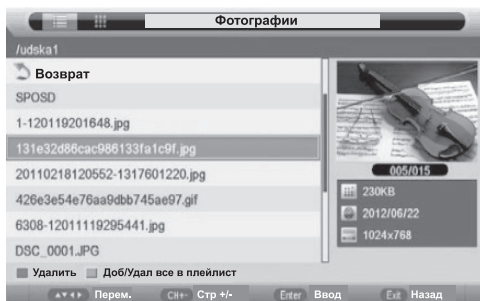 Фотографии
/udska1
Возврат
SPOSD
1-120119201648.jpg
131e32d86cac986133fa1c9f.jpg
20110218120552-1317601220.jpg
426e3e54e76aa9dbb745ae97.gif
6308-12011119295441.jpg
DSC_0001.JPG
005/015
230KB
2012/06/22
1024x768
Удалить Доб/Удал все в плейлист
Перем. CH+- Стр +/- Enter Ввод Exit Назад